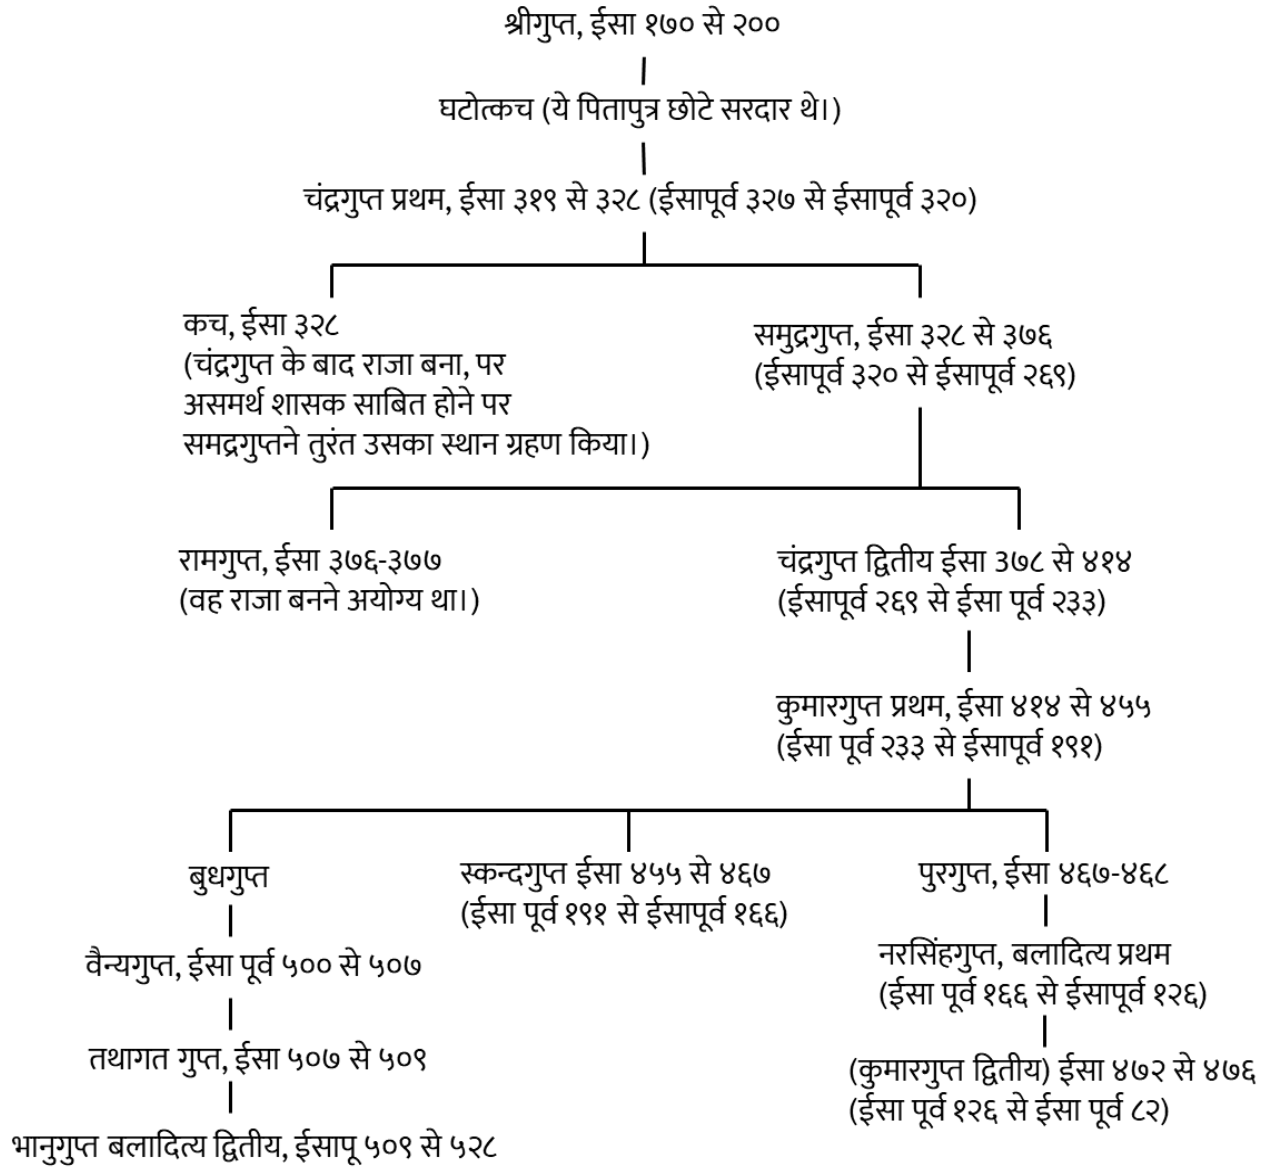 श्रीगुप्त, ईसा १७० से २००
घटोत्कच (ये पितापुत्र छोटे सरदार थे।)
चंद्रगुप्त प्रथम, ईसा ३१९ से ३२८ (ईसापूर्व ३२७ से ईसापूर्व ३२०)
कच, ईसा ३२८
(चंद्रगुप्त के बाद राजा बना, पर
असमर्थ शासक साबित होने पर
समद्रगुप्तने तुरंत उसका स्थान ग्रहण किया।)
समुद्रगुप्त, ईसा ३२८ से ३७६
(ईसापूर्व ३२० से ईसापूर्व २६९)
रामगुप्त, ईसा ३७६-३७७
(वह राजा बनने अयोग्य था।)
चंद्रगुप्त द्वितीय ईसा ३७८ से ४१४
(ईसापूर्व २६९ से ईसा पूर्व २३३)
कुमारगुप्त प्रथम, ईसा ४१४ से ४५५
(ईसा पूर्व २३३ से ईसापूर्व १९१)
बुधगुप्त
वैन्यगुप्त, ईसा पूर्व ५०० से ५०७
तथागत गुप्त, ईसा ५०७ से ५०९
भानुगुप्त बलादित्य द्वितीय, ईसापू ५०९ से ५२८
स्कन्दगुप्त ईसा ४५५ से ४६७
(ईसा पूर्व १९१ से ईसापूर्व १६६)
पुरगुप्त, ईसा ४६७-४६८
नरसिंहगुप्त, बलादित्य प्रथम
(ईसा पूर्व १६६ से ईसापूर्व १२६)
(कुमारगुप्त द्वितीय) ईसा ४७२ से ४७६
(ईसा पूर्व १२६ से ईसा पूर्व ८२)